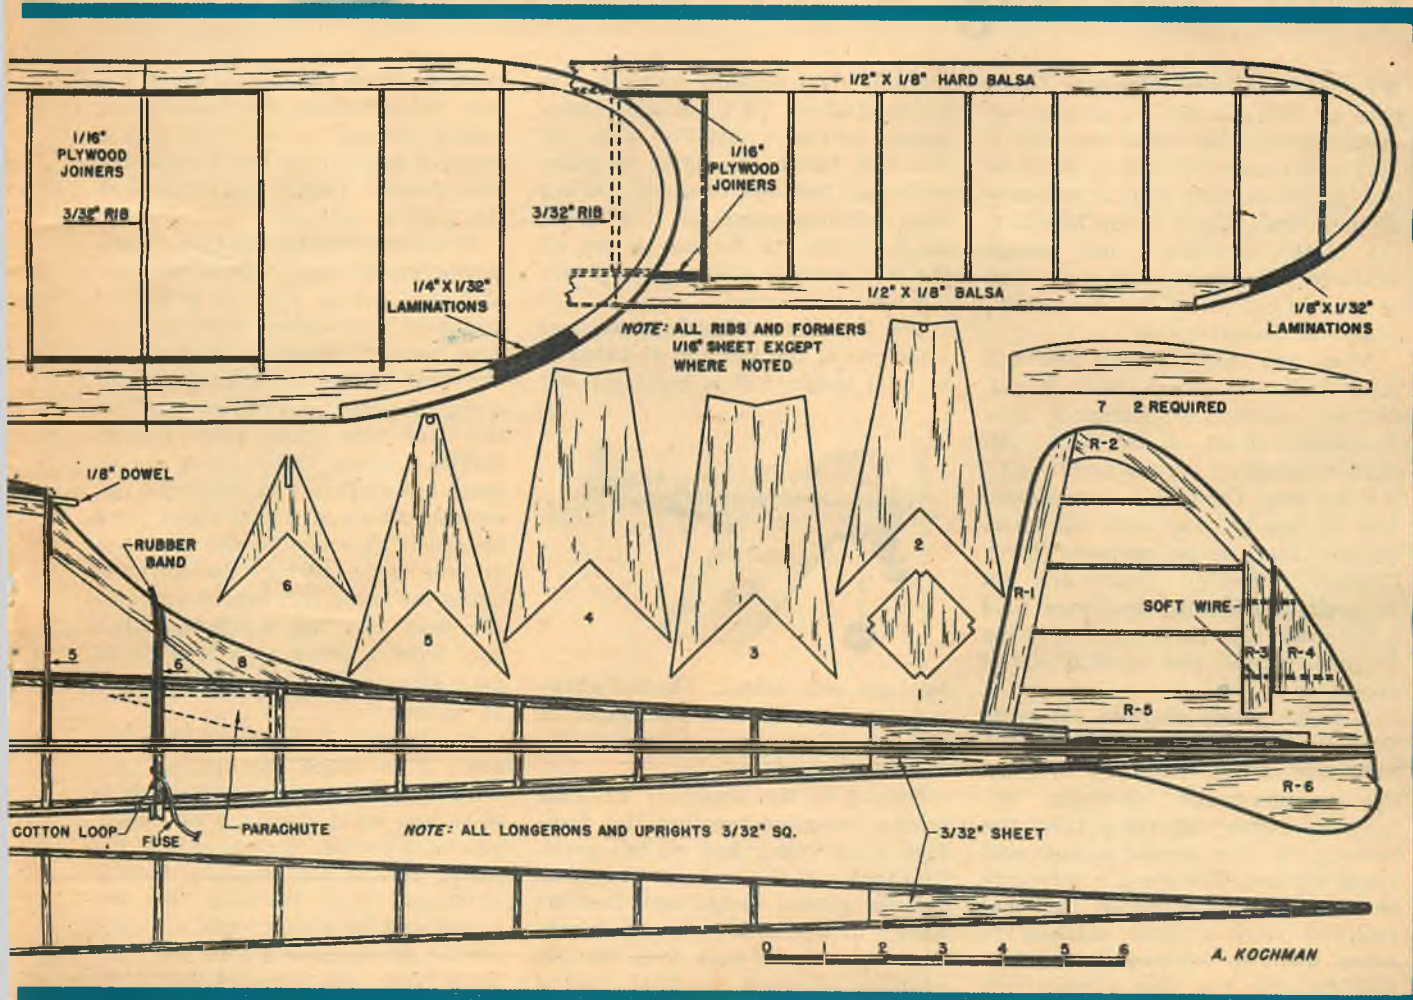 1/2" X 1/8" HARD BALSA
1/16"
PLYWOOD
JOINERS
3/32" RIB
3/32" RIB
1/16"
PLYWOOD
JOINERS
1/4" X 1/32"
LAMINATIONS
1/2" X 1/8" BALSA
1/8" X 1/32"
LAMINATIONS
NOTE: ALL RIBS AND FORMERS
1/16" SHEET EXCEPT
WHERE NOTED
7 2 REQUIRED
1/8" DOWEL
RUBBER
BAND
6
5
4
3
2
1
R-2
R-1
SOFT WIRE
R-3
R-4
R-5
R-6
5
6
8
COTTON LOOP
FUSE
PARACHUTE
NOTE: ALL LONGERONS AND UPRIGHTS 3/32" SQ.
3/32" SHEET
0 1 2 3 4 5 6
A. KOCHMAN